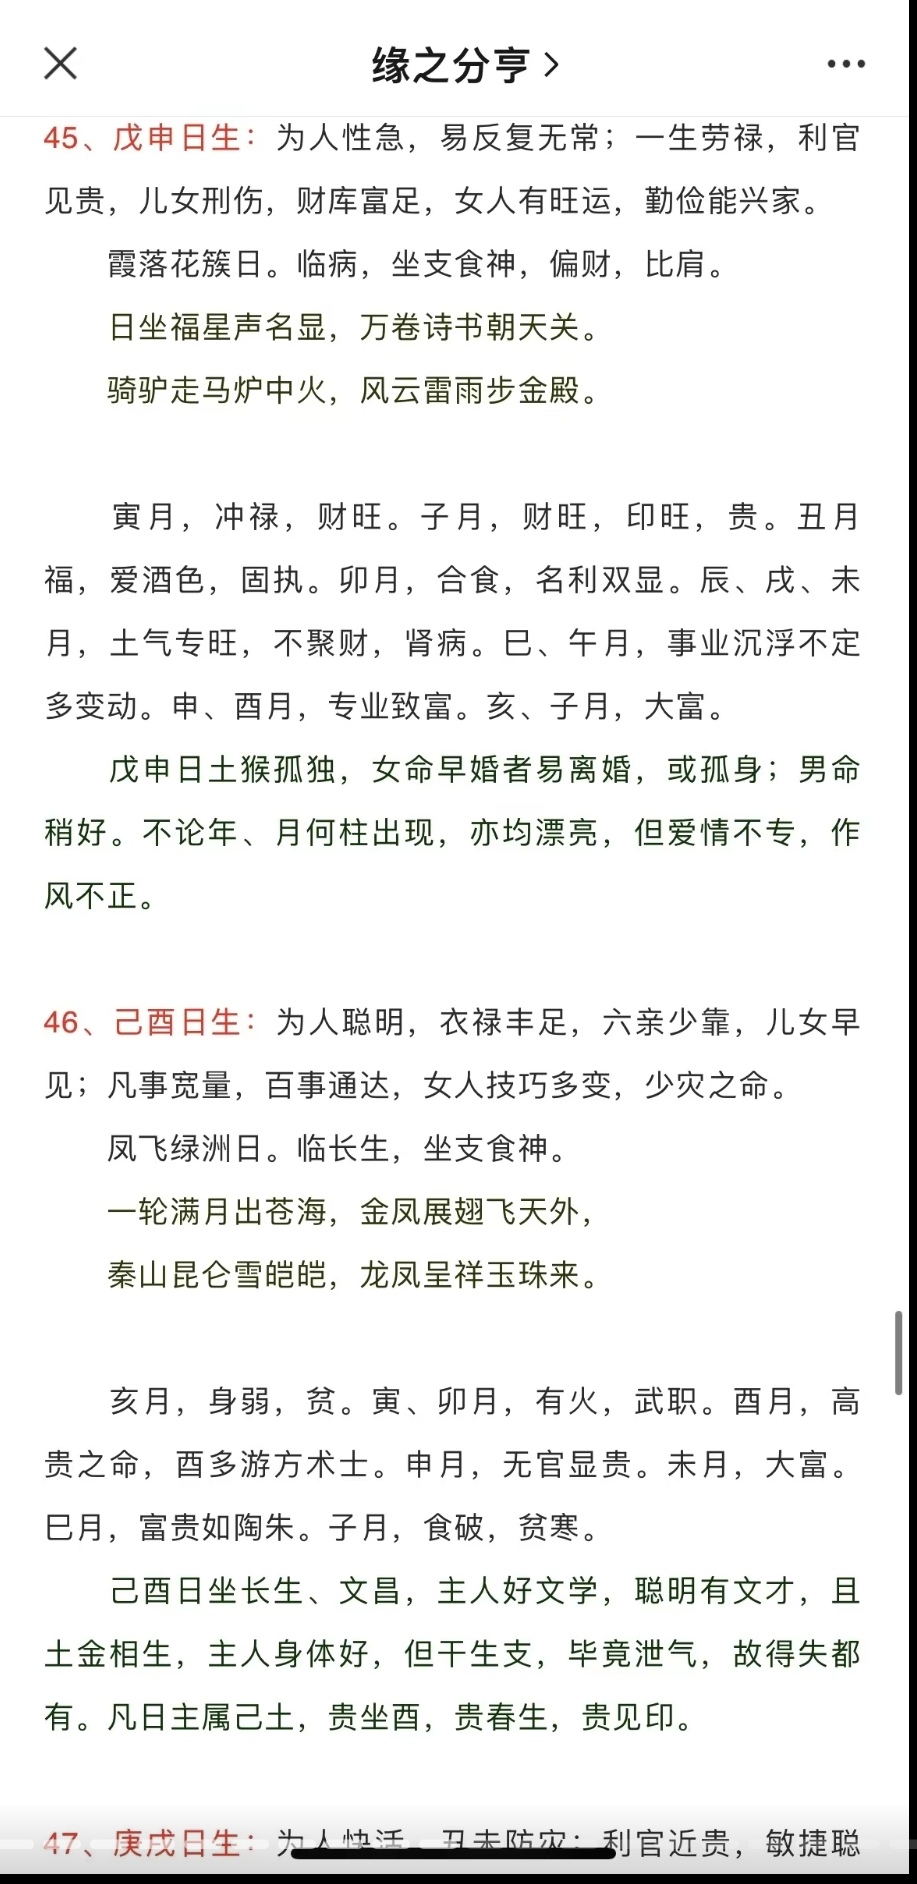 缘之分亨
45、戊申日生：为人性急，易反复无常；一生劳禄，利官
见贵，儿女刑伤，财库富足，女人有旺运，勤俭能兴家。
霞落花簇日。临病，坐支食神，偏财，比肩。
日坐福星声名显，万卷诗书朝天关。
骑驴走马炉中火，风云雷雨步金殿。
寅月，冲禄，财旺。子月，财旺，印旺，贵。丑月
福，爱酒色，固执。卯月，合食，名利双显。辰、戌、未
月，土气专旺，不聚财，肾病。巳、午月，事业沉浮不定
多变动。申、酉月，专业致富。亥、子月，大富。
戊申日土猴孤独，女命早婚者易离婚，或孤身；男命
稍好。不论年、月何柱出现，亦均漂亮，但爱情不专，作
风不正。
46、己酉日生：为人聪明，衣禄丰足，六亲少靠，儿女早
见；凡事宽量，百事通达，女人技巧多变，少灾之命。
凤飞绿洲日。临长生，坐支食神。
一轮满月出苍海，金凤展翅飞天外，
秦山昆仑雪皑皑，龙凤呈祥玉珠来。
亥月，身弱，贫。寅、卯月，有火，武职。酉月，高
贵之命，酉多游方术士。申月，无官显贵。未月，大富。
巳月，富贵如陶朱。子月，食破，贫寒。
己酉日坐长生、文昌，主人好文学，聪明有文才，且
土金相生，主人身体好，但干生支，毕竟泄气，故得失都
有。凡日主属己土，贵坐酉，贵春生，贵见印。
47、庚戌日生：为人快活，丑未防灾；利官近贵，敏捷聪